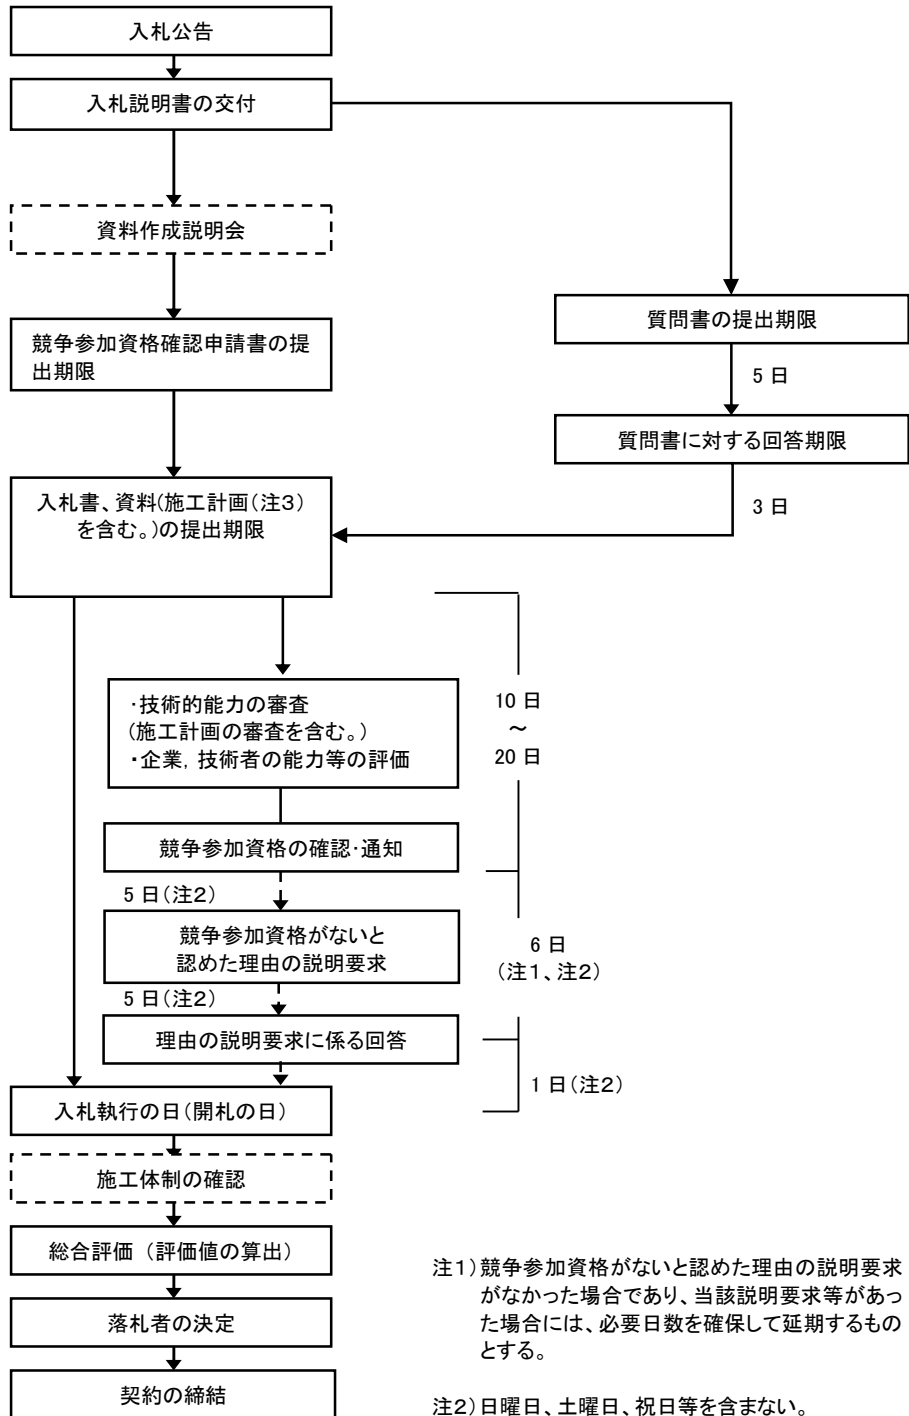 入札公告
入札説明書の交付
資料作成説明会
競争参加資格確認申請書の提
出期限
質問書の提出期限
5 日
質問書に対する回答期限
3 日
入札書、資料(施工計画(注3)
を含む。)の提出期限
・技術的能力の審査
(施工計画の審査を含む。)
・企業，技術者の能力等の評価
10 日
～
20 日
競争参加資格の確認・通知
5 日(注2)
競争参加資格がないと
認めた理由の説明要求
6 日
(注1、注2)
5 日(注2)
理由の説明要求に係る回答
1 日(注2)
入札執行の日(開札の日)
施工体制の確認
総合評価 (評価値の算出)
落札者の決定
契約の締結
注1)競争参加資格がないと認めた理由の説明要求
がなかった場合であり、当該説明要求等があっ
た場合には、必要日数を確保して延期するもの
とする。
注2)日曜日、土曜日、祝日等を含まない。